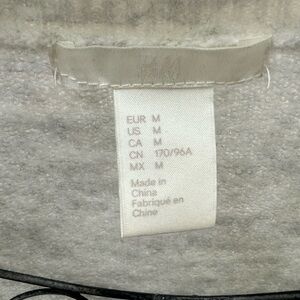 H&M
EUR M
US M
CA M
CN 170/96A
MX M
Made in
China
Fabriqué en
Chine